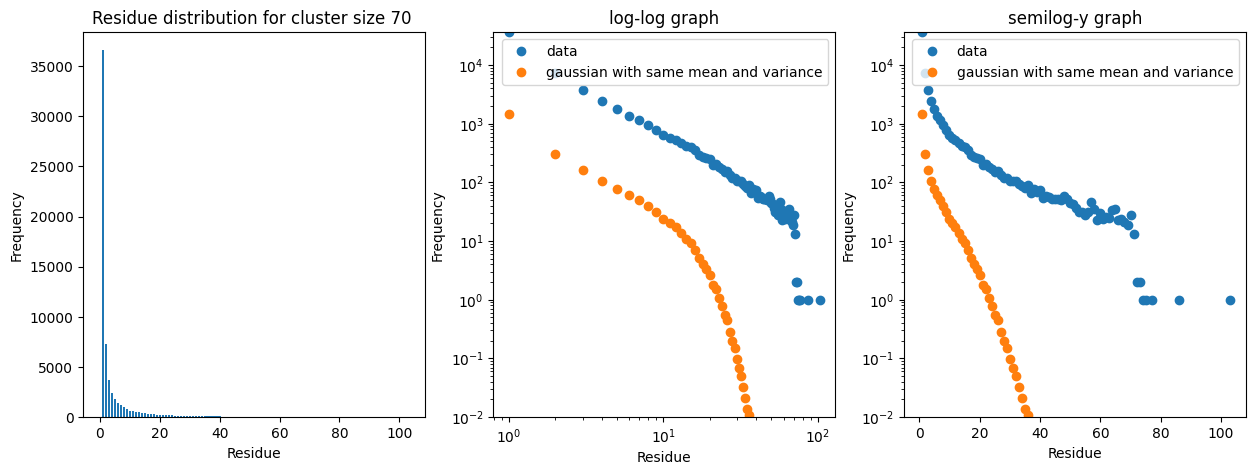 Residue distribution for cluster size 70
Frequency
35000
30000
25000
20000
15000
10000
5000
0
0 20 40 60 80 100
Residue
log-log graph
data
gaussian with same mean and variance
Frequency
10⁴
10³
10²
10¹
10⁰
10⁻¹
10⁻²
10⁰ 10¹ 10²
Residue
semilog-y graph
data
gaussian with same mean and variance
Frequency
10⁴
10³
10²
10¹
10⁰
10⁻¹
10⁻²
0 20 40 60 80 100
Residue